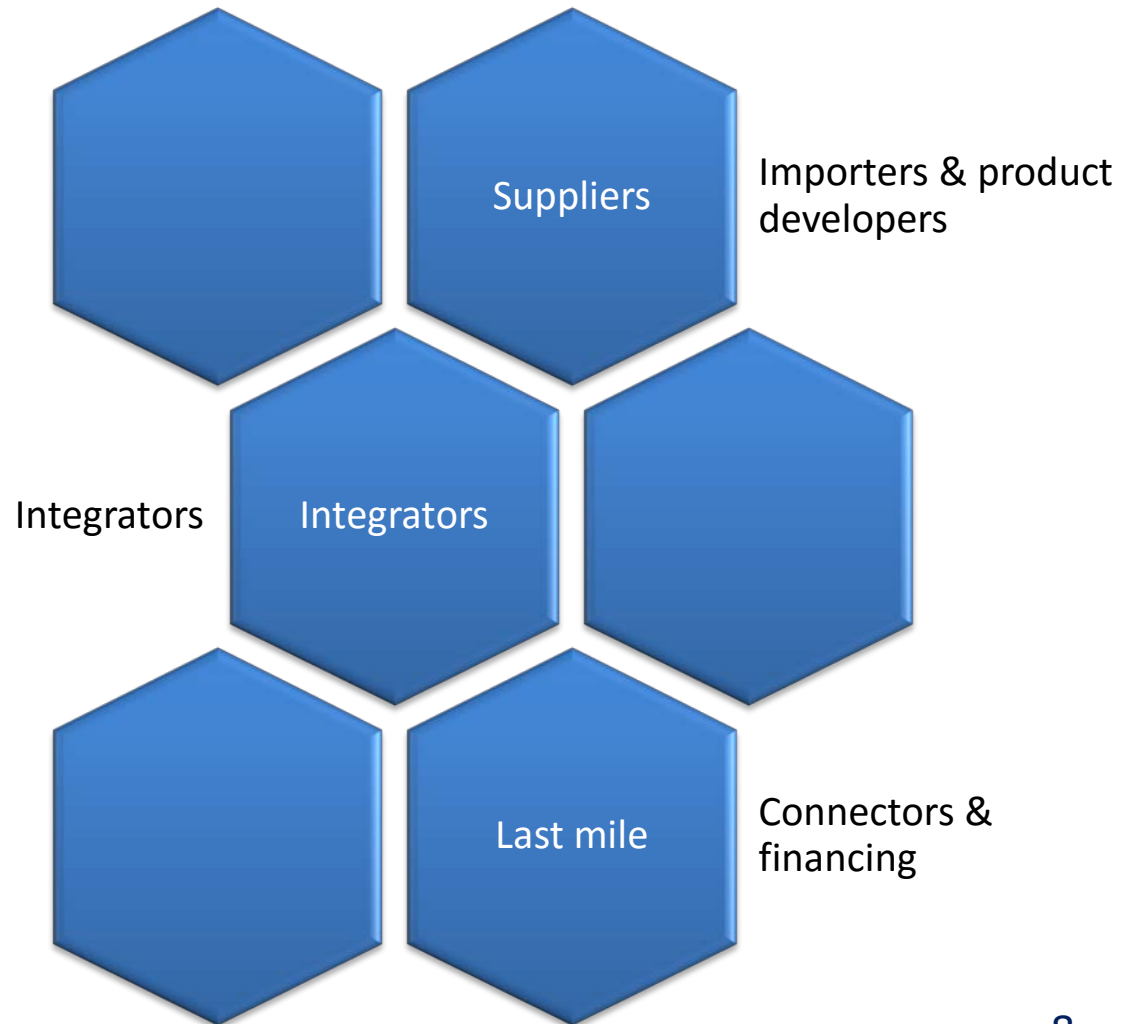 Suppliers
Importers & product
developers
Integrators
Integrators
Last mile
Connectors &
financing